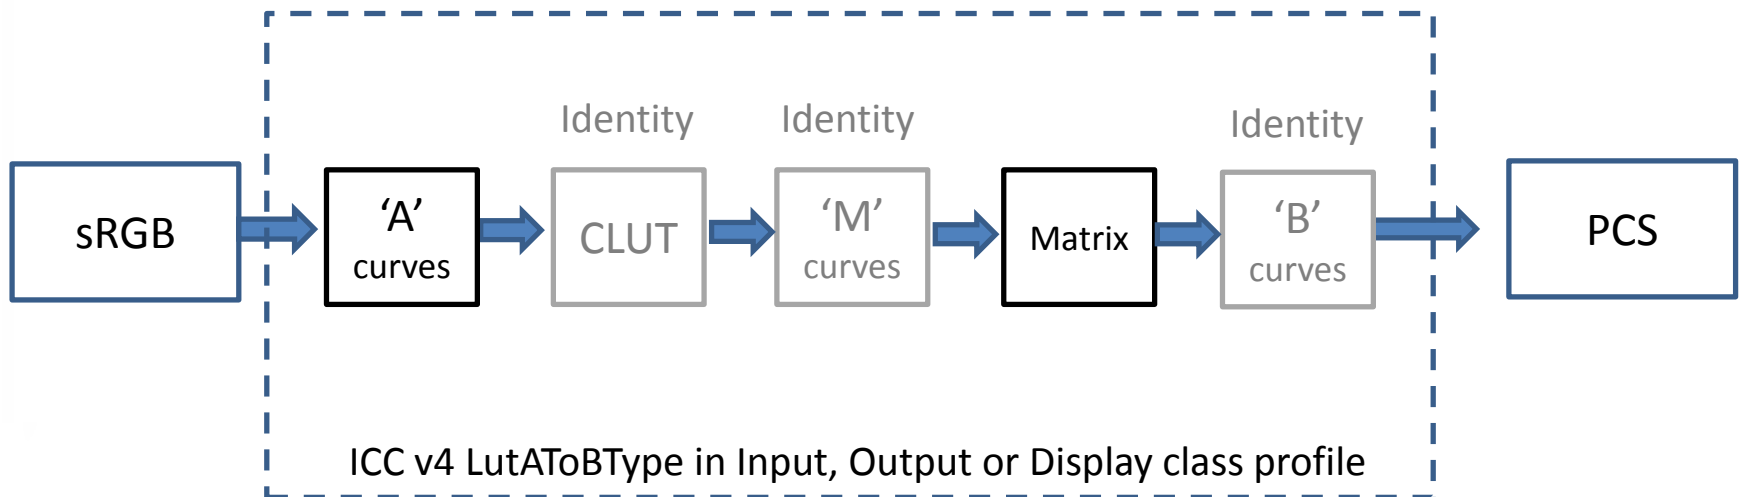 Identity
Identity
Identity
sRGB
‘A’
curves
CLUT
‘M’
curves
Matrix
‘B’
curves
PCS
ICC v4 LutAToBType in Input, Output or Display class profile